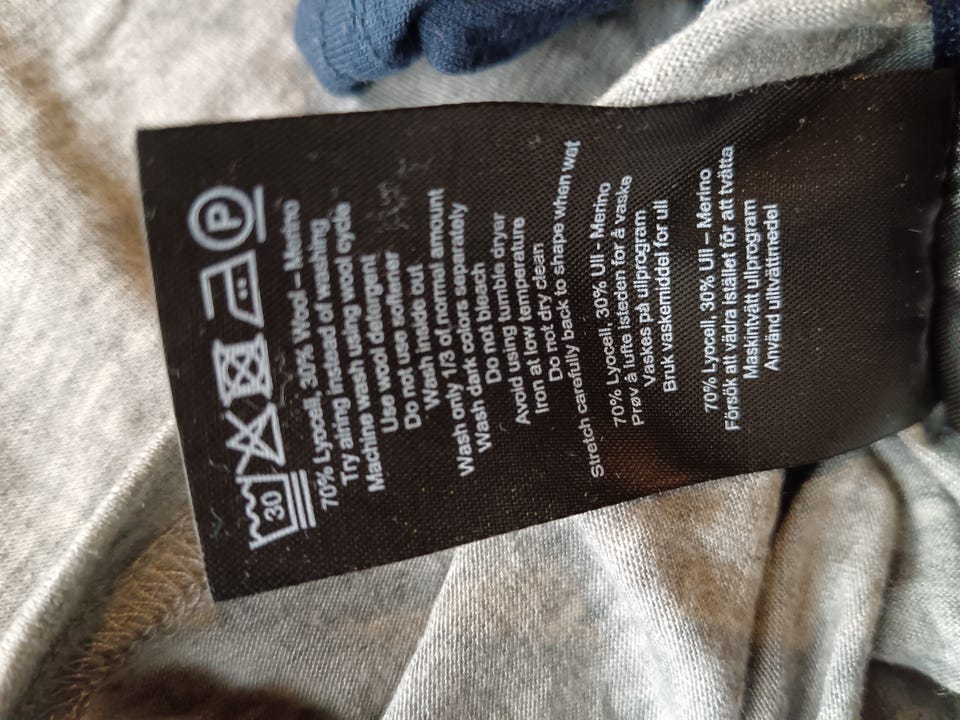 30
P
70% Lyocell, 30% Wool – Merino
Try airing instead of washing
Machine wash using wool cycle
Use wool detergent
Do not use softener
Wash inside out
Wash only 1/3 of normal amount
Wash dark colors separately
Do not bleach
Avoid using tumble dryer
Iron at low temperature
Do not dry clean
Stretch carefully back to shape when wet
70% Lyocell, 30% Ull - Merino
Prøv å lufte isteden for å vaske
Vaskes på ullprogram
Bruk vaskemiddel for ull
70% Lyocell, 30% Ull – Merino
Försök att vädra istället för att tvätta
Maskintvätt ullprogram
Använd ulltvättmedel